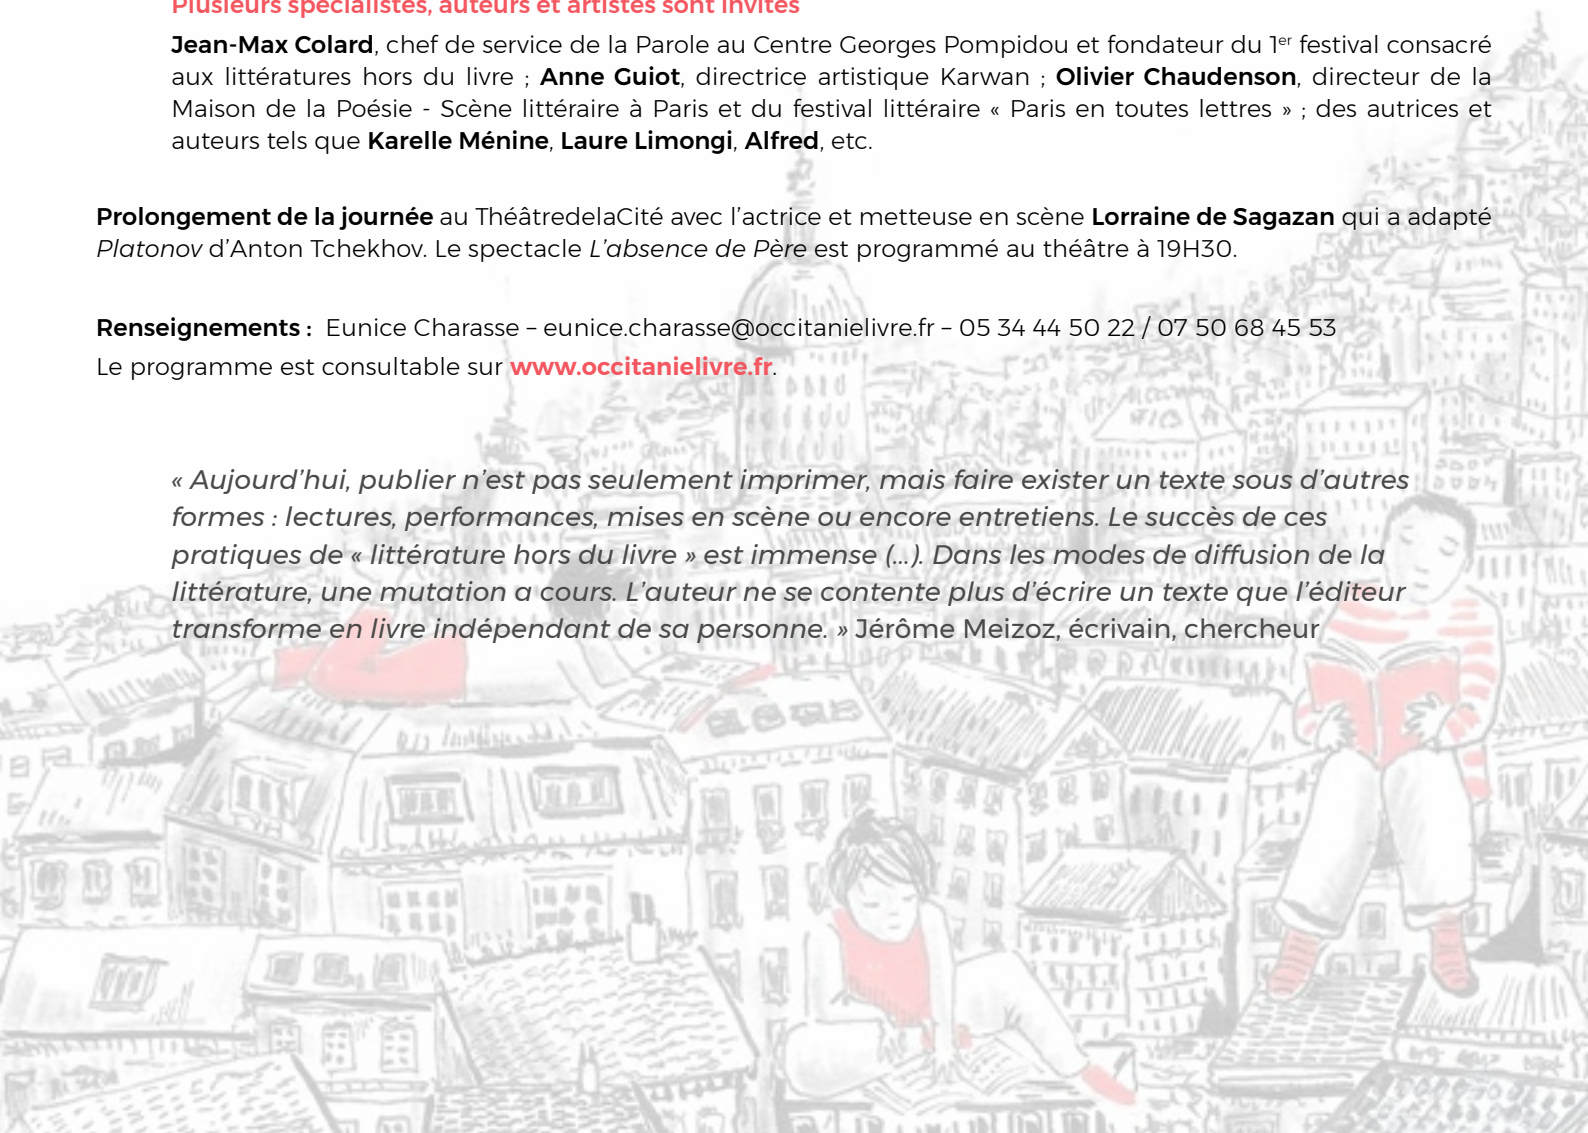 Plusieurs spécialistes, auteurs et artistes sont invités
Jean-Max Colard, chef de service de la Parole au Centre Georges Pompidou et fondateur du 1er festival consacré
aux littératures hors du livre ; Anne Guiot, directrice artistique Karwan ; Olivier Chaudenson, directeur de la
Maison de la Poésie - Scène littéraire à Paris et du festival littéraire « Paris en toutes lettres » ; des autrices et
auteurs tels que Karelle Ménine, Laure Limongi, Alfred, etc.
Prolongement de la journée au ThéâtredelaCité avec l’actrice et metteuse en scène Lorraine de Sagazan qui a adapté
Platonov d’Anton Tchekhov. Le spectacle L’absence de Père est programmé au théâtre à 19H30.
Renseignements : Eunice Charasse – eunice.charasse@occitanielivre.fr – 05 34 44 50 22 / 07 50 68 45 53
Le programme est consultable sur www.occitanielivre.fr.
« Aujourd’hui, publier n’est pas seulement imprimer, mais faire exister un texte sous d’autres
formes : lectures, performances, mises en scène ou encore entretiens. Le succès de ces
pratiques de « littérature hors du livre » est immense (...). Dans les modes de diffusion de la
littérature, une mutation a cours. L’auteur ne se contente plus d’écrire un texte que l’éditeur
transforme en livre indépendant de sa personne. » Jérôme Meizoz, écrivain, chercheur